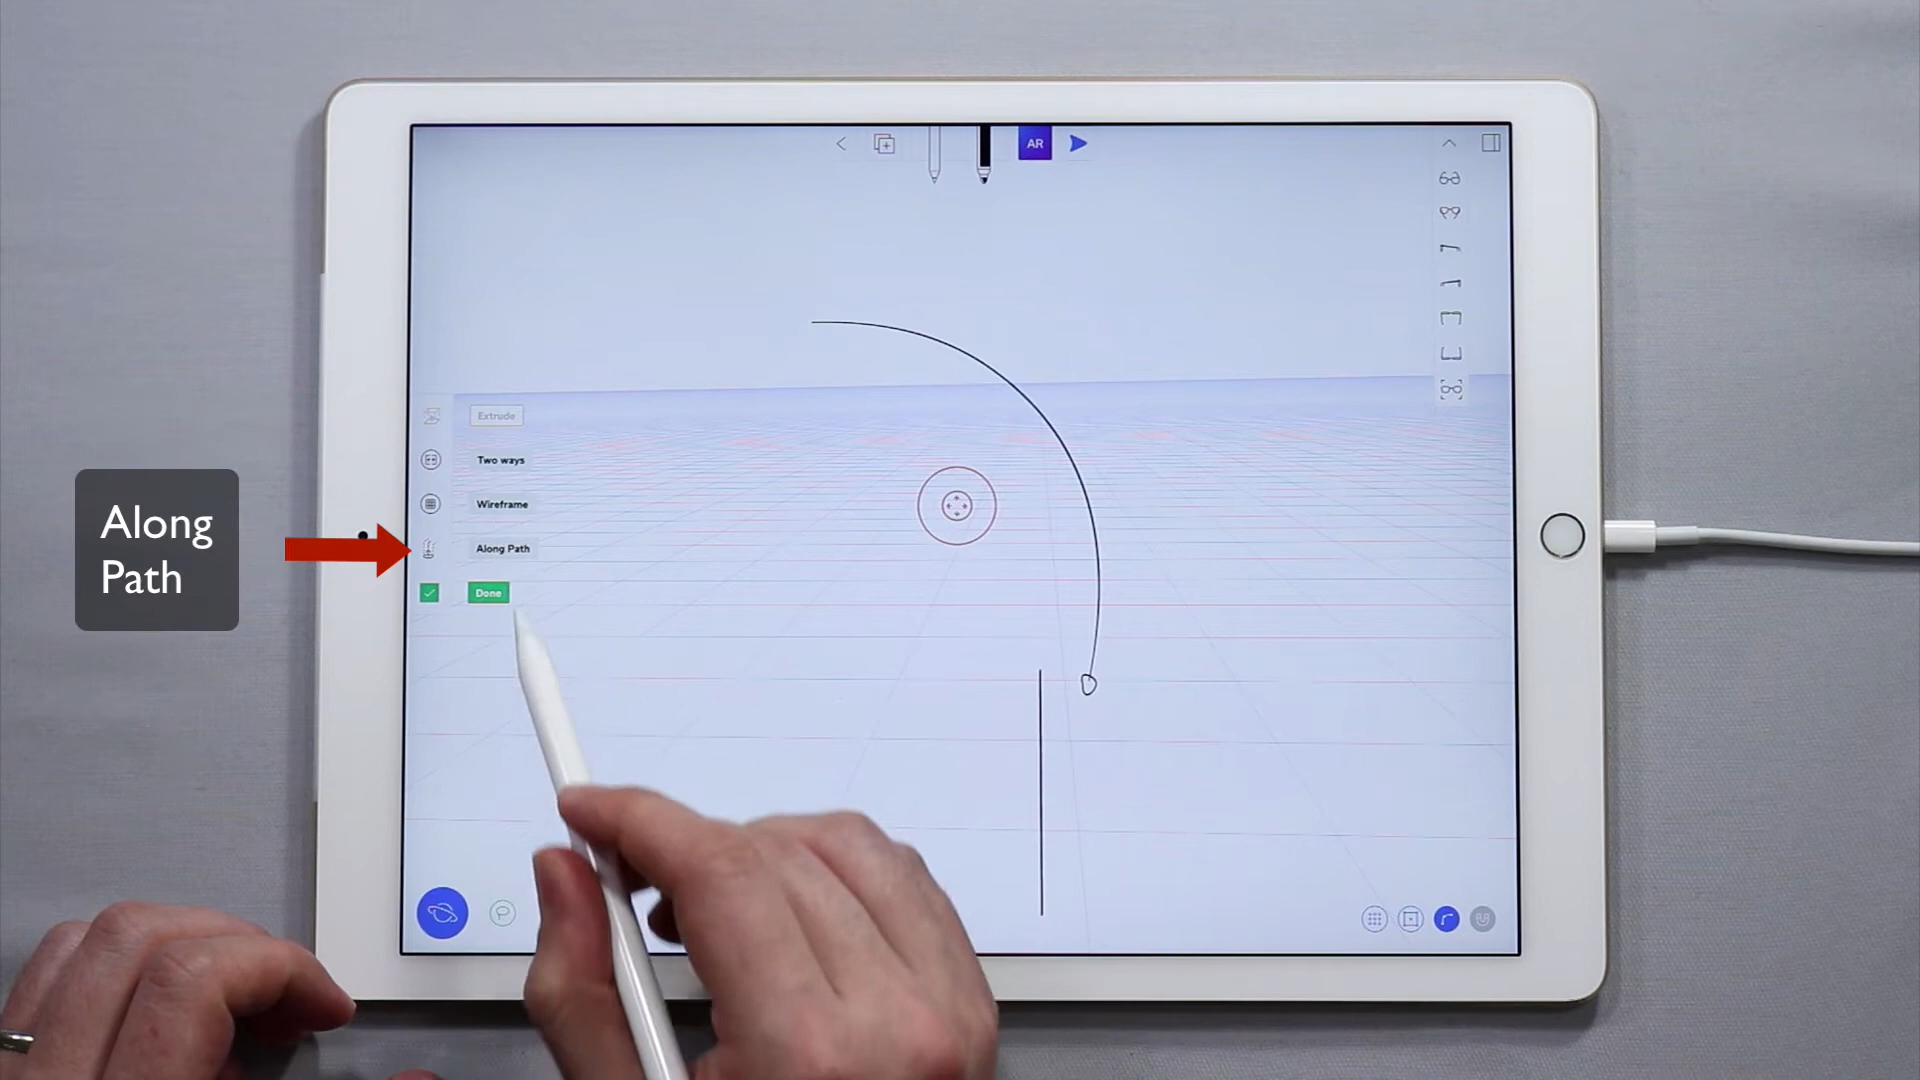 AR
Extrude
Two ways
Wireframe
Along Path
Done
Along
Path